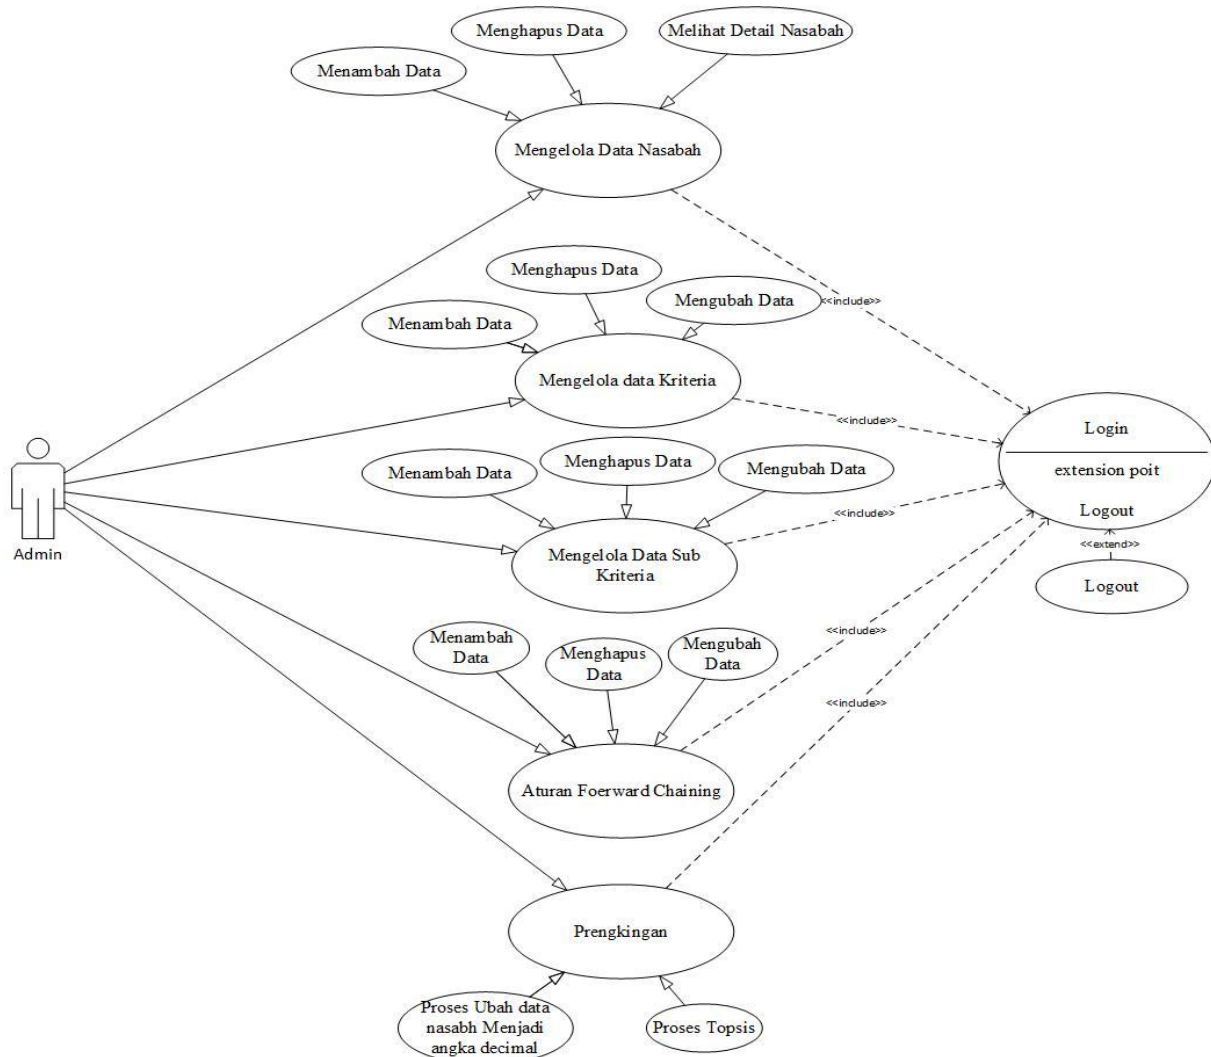 Menghapus Data
Melihat Detail Nasabah
Menambah Data
Mengelola Data Nasabah
Menghapus Data
Mengubah Data
<<include>>
Menambah Data
Mengelola data Kriteria
<<include>>
Login
Menghapus Data
Menambah Data
Mengubah Data
extension poit
<<include>>
Logout
Admin
Mengelola Data Sub
Kriteria
<<extend>>
Logout
Menambah
Data
Menghapus
Data
Mengubah
Data
<<include>>
<<include>>
Aturan Foerward Chaining
Prengkingan
Proses Ubah data
nasabh Menjadi
angka decimal
Proses Topsis